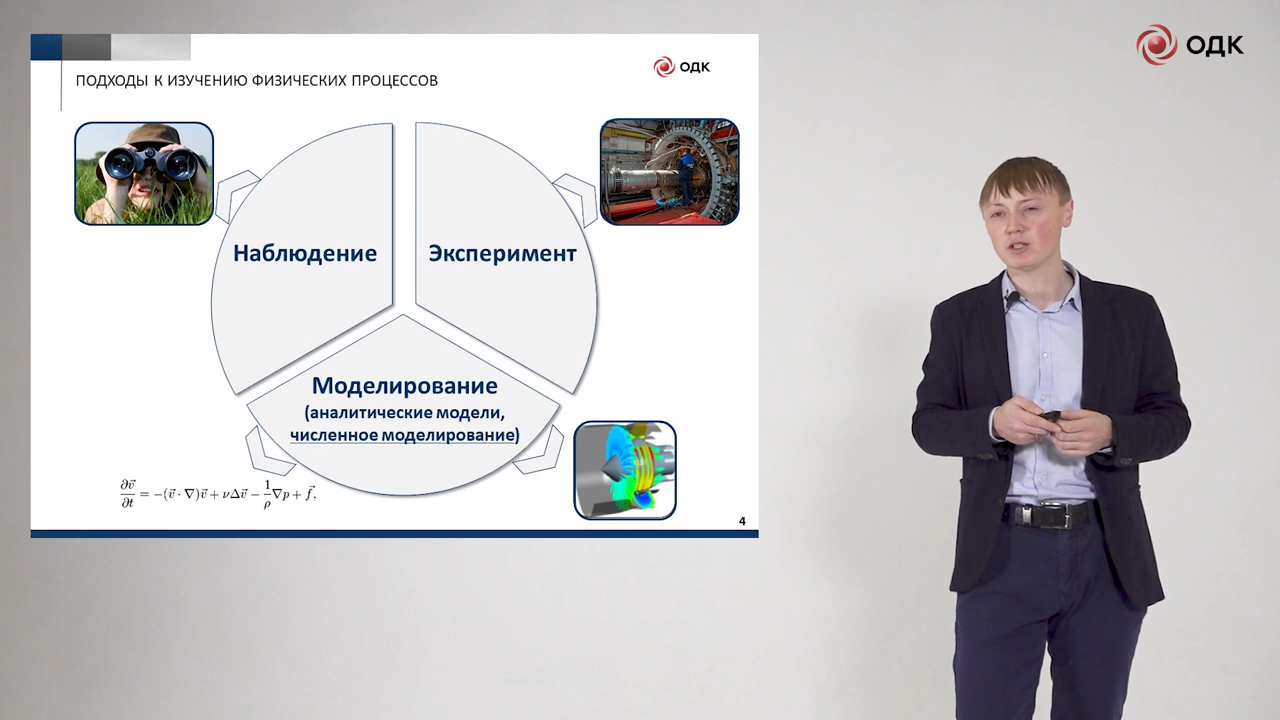 ПОДХОДЫ К ИЗУЧЕНИЮ ФИЗИЧЕСКИХ ПРОЦЕССОВ
ОДК
ОДК
Наблюдение
Эксперимент
Моделирование
(аналитические модели,
численное моделирование)
∂v⃗/∂t = −(v⃗ · ∇)v⃗ + νΔv⃗ − 1/ρ ∇p + f⃗,
4